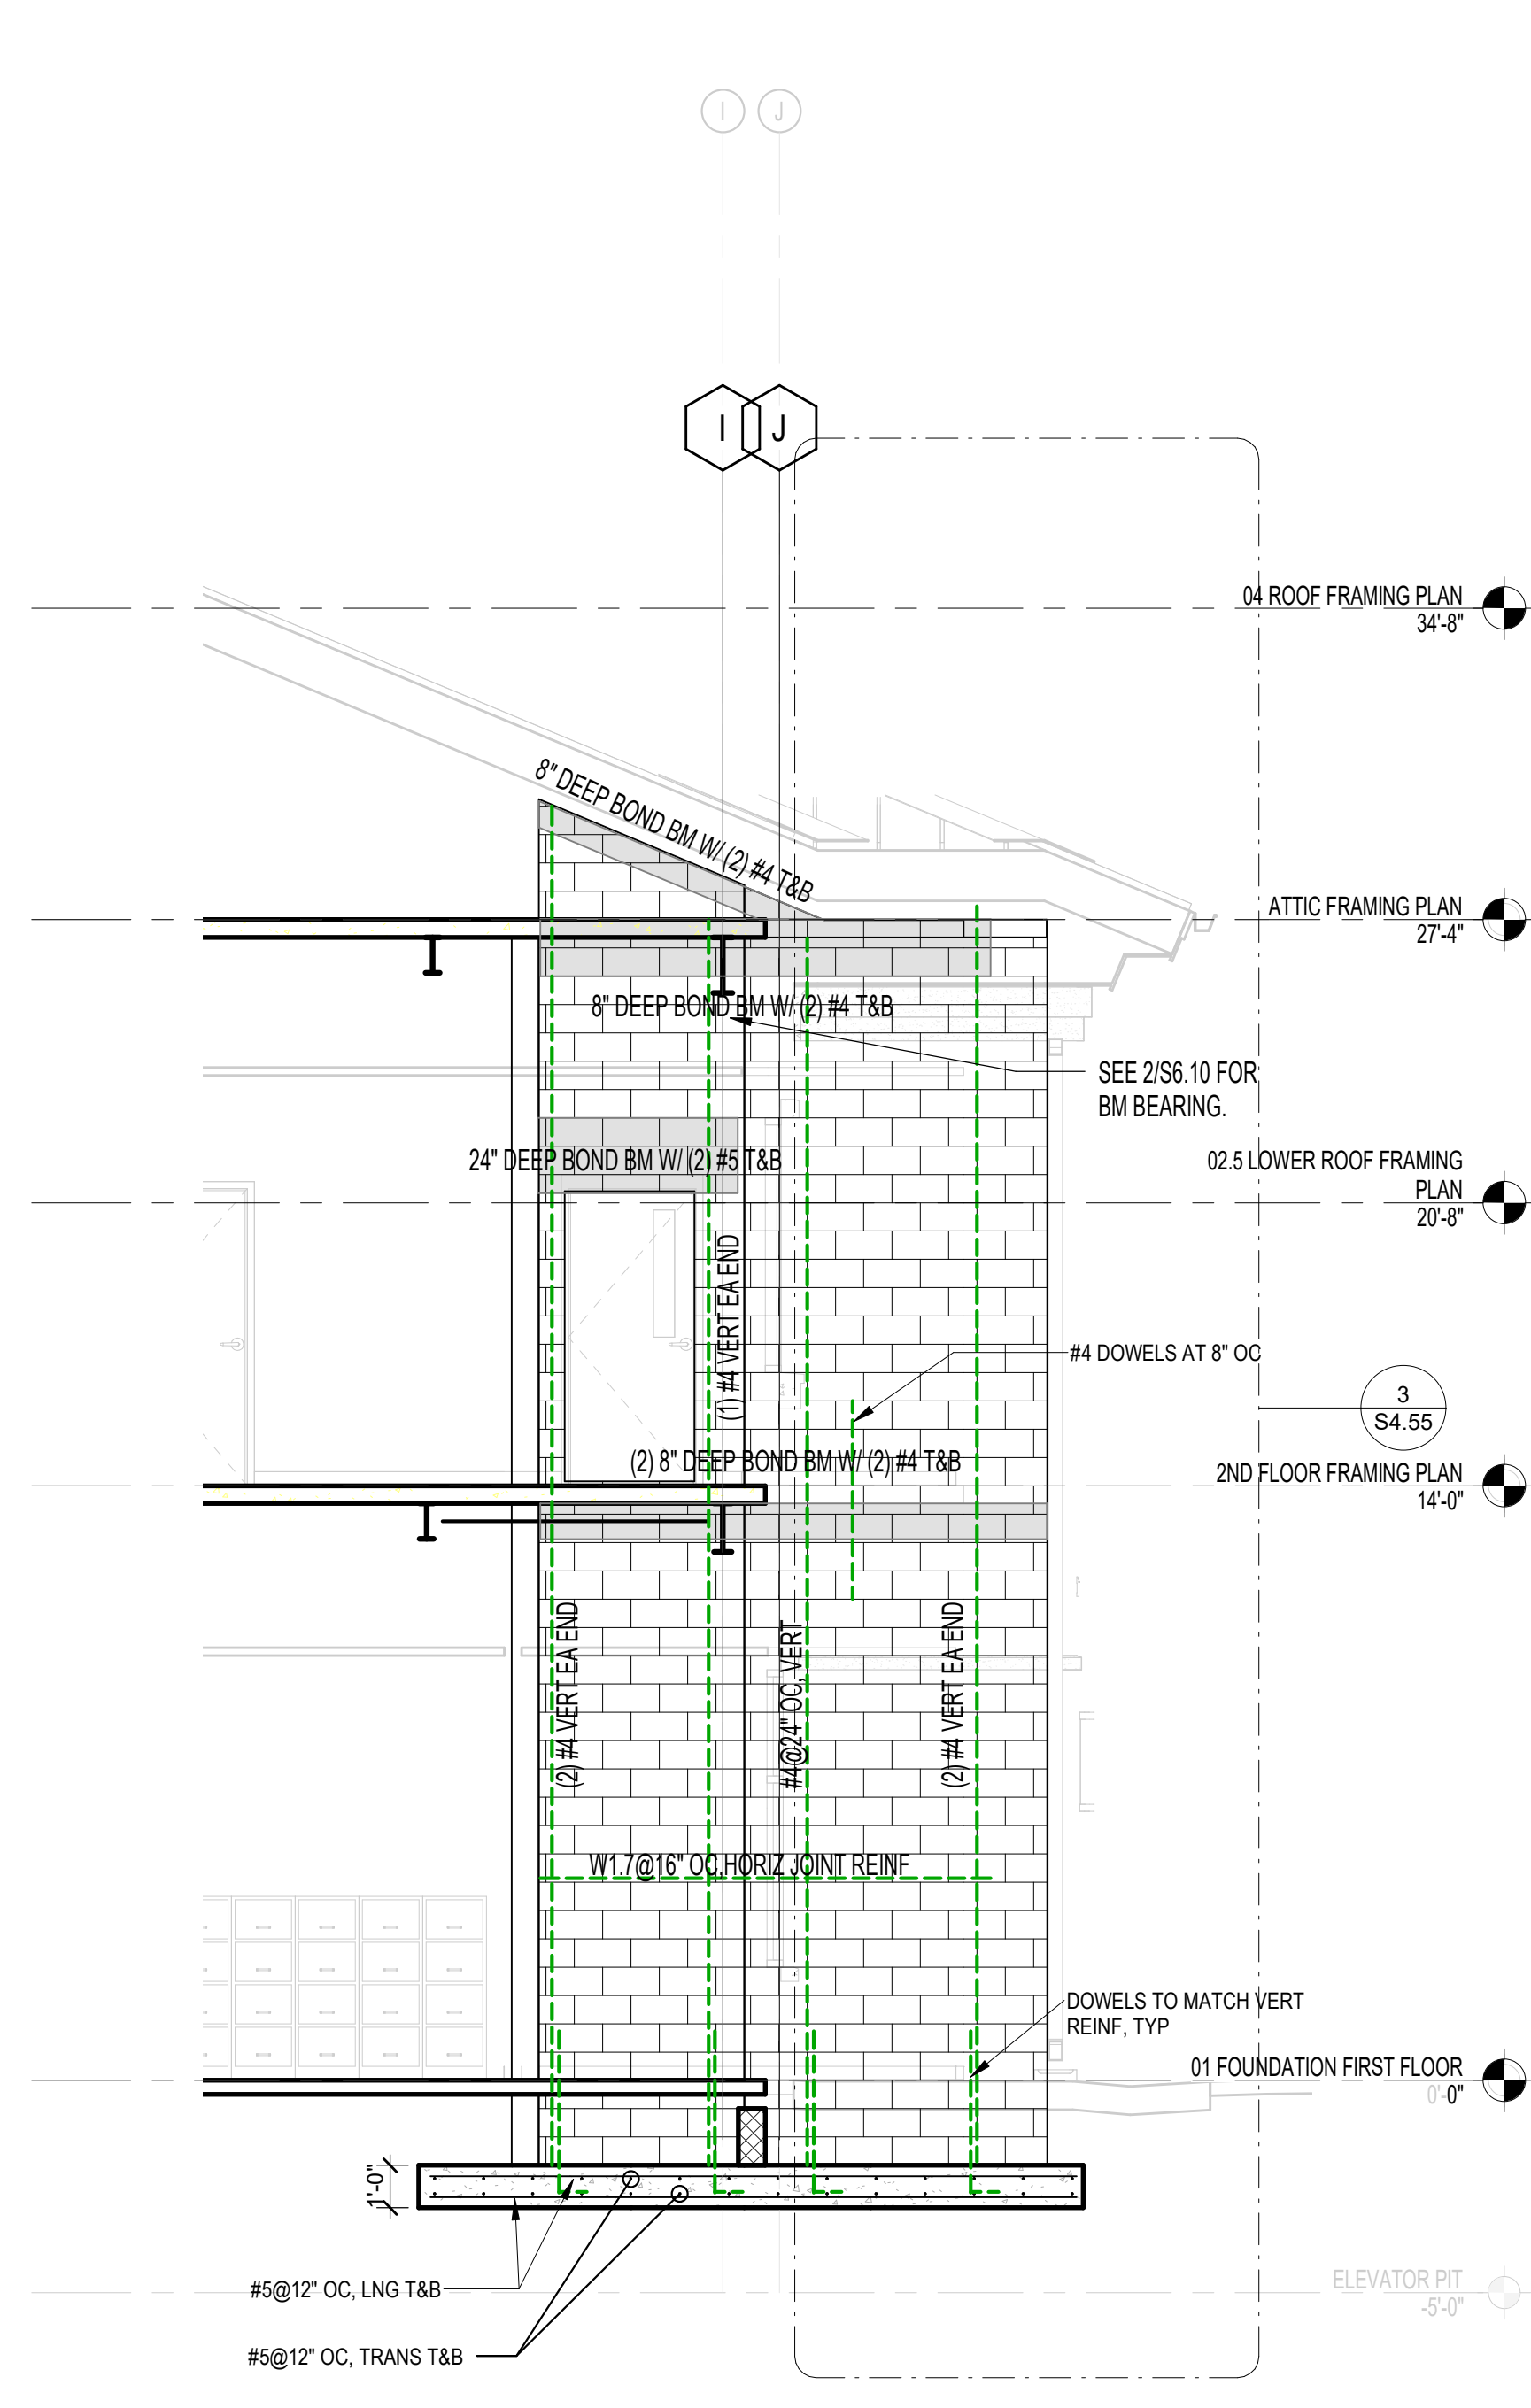 I
J
I
J
04 ROOF FRAMING PLAN
34'-8"
8" DEEP BOND BM W/ (2) #4 T&B
ATTIC FRAMING PLAN
27'-4"
8" DEEP BOND BM W/ (2) #4 T&B
SEE 2/S6.10 FOR
BM BEARING.
24" DEEP BOND BM W/ (2) #5 T&B
02.5 LOWER ROOF FRAMING
PLAN
20'-8"
(1) #4 VERT EA END
#4 DOWELS AT 8" OC
3
S4.55
(2) 8" DEEP BOND BM W/ (2) #4 T&B
2ND FLOOR FRAMING PLAN
14'-0"
(2) #4 VERT EA END
#4@24" OC, VERT
(2) #4 VERT EA END
W1.7@16" OC,HORIZ JOINT REINF
DOWELS TO MATCH VERT
REINF, TYP
01 FOUNDATION FIRST FLOOR
0'-0"
1'-0"
#5@12" OC, LNG T&B
ELEVATOR PIT
-5'-0"
#5@12" OC, TRANS T&B